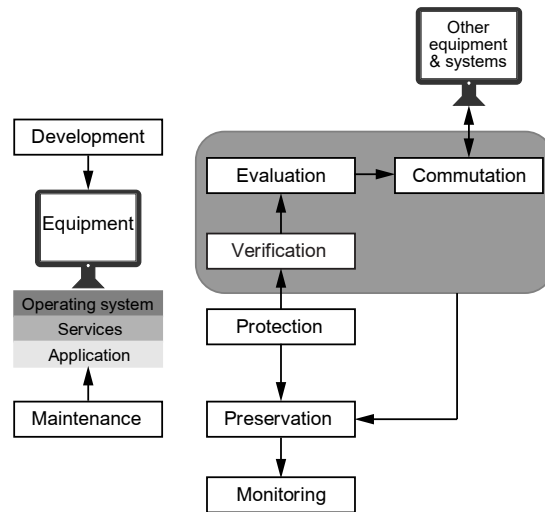 Other
equipment
& systems
Development
Evaluation
Commutation
Equipment
Verification
Operating system
Services
Protection
Application
Maintenance
Preservation
Monitoring